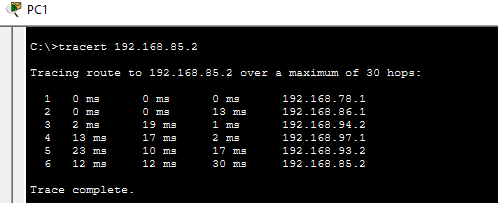 PC1
C:\>tracert 192.168.85.2
Tracing route to 192.168.85.2 over a maximum of 30 hops:
1 0 ms 0 ms 0 ms 192.168.78.1
2 0 ms 0 ms 13 ms 192.168.86.1
3 2 ms 19 ms 1 ms 192.168.94.2
4 13 ms 17 ms 2 ms 192.168.97.1
5 23 ms 10 ms 17 ms 192.168.93.2
6 12 ms 12 ms 30 ms 192.168.85.2
Trace complete.